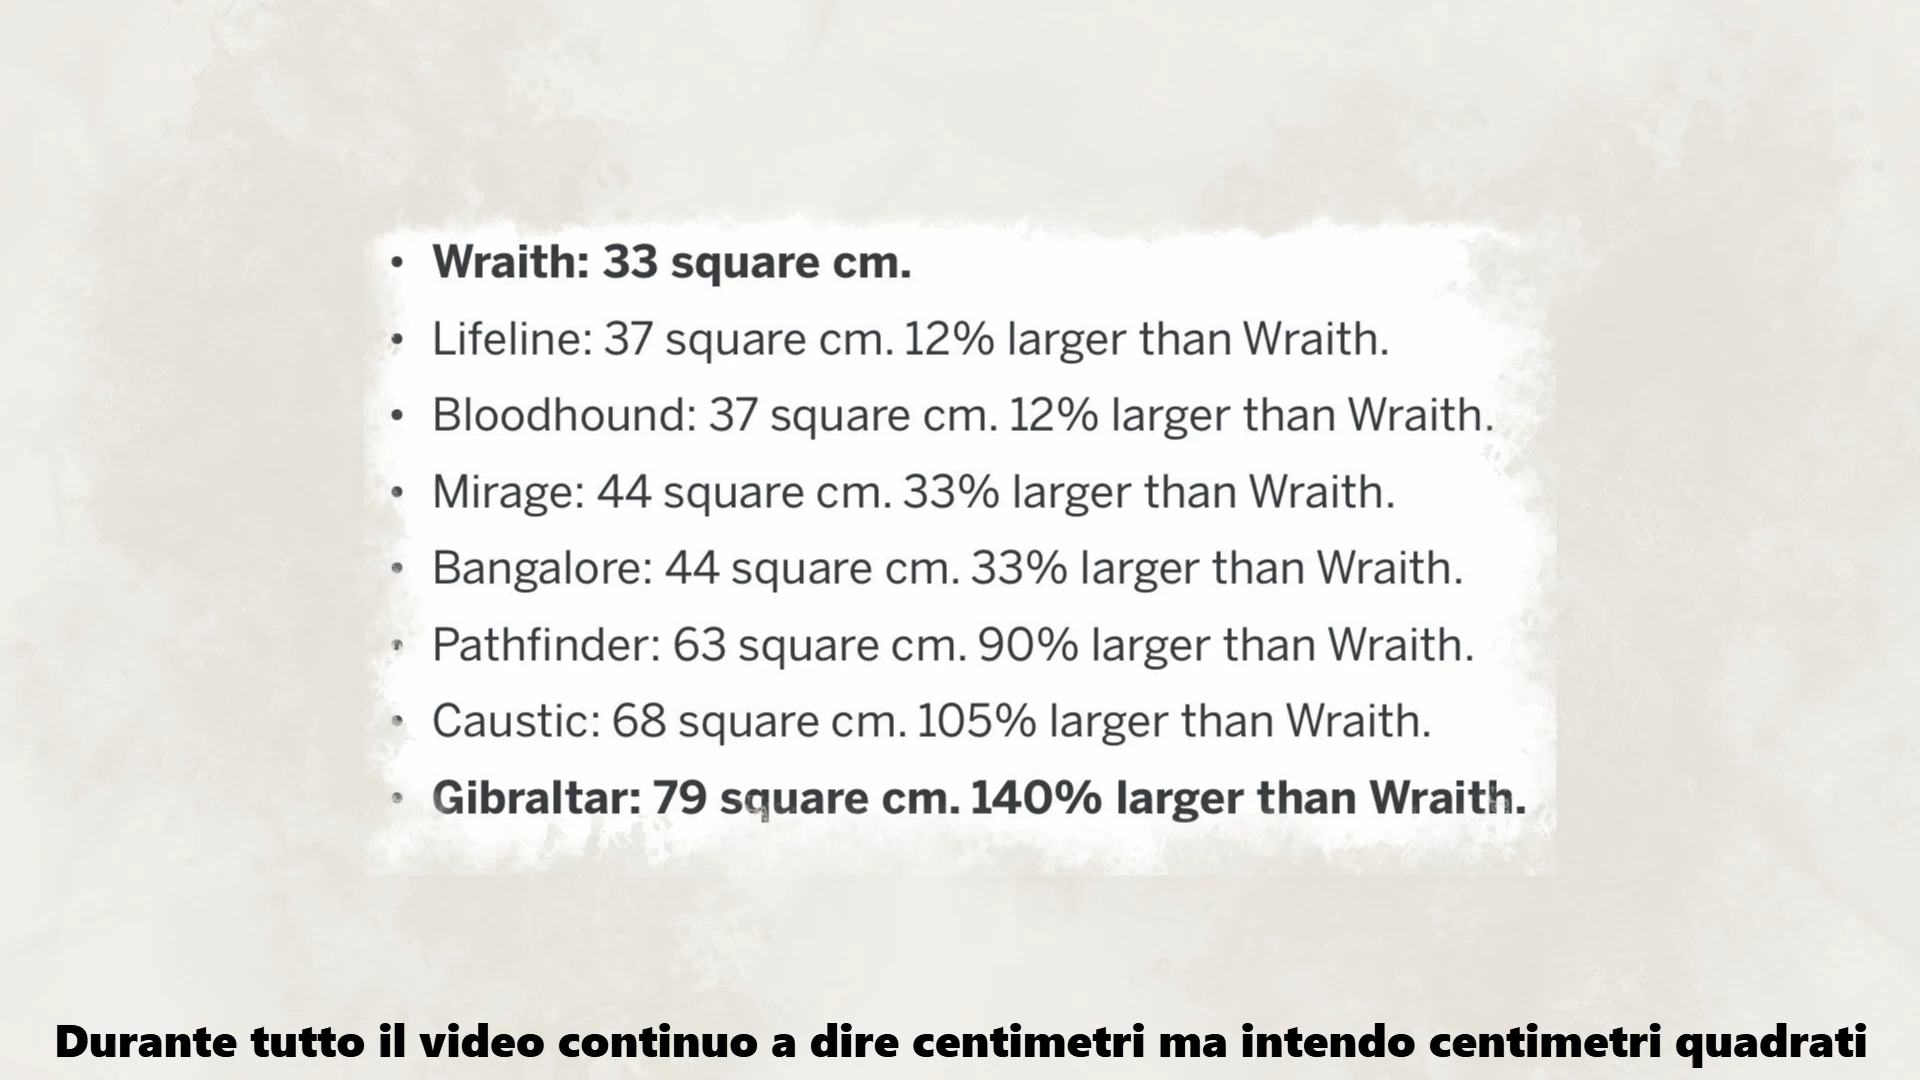 • Wraith: 33 square cm.
• Lifeline: 37 square cm. 12% larger than Wraith.
• Bloodhound: 37 square cm. 12% larger than Wraith.
• Mirage: 44 square cm. 33% larger than Wraith.
• Bangalore: 44 square cm. 33% larger than Wraith.
• Pathfinder: 63 square cm. 90% larger than Wraith.
• Caustic: 68 square cm. 105% larger than Wraith.
• Gibraltar: 79 square cm. 140% larger than Wraith.
Durante tutto il video continuo a dire centimetri ma intendo centimetri quadrati